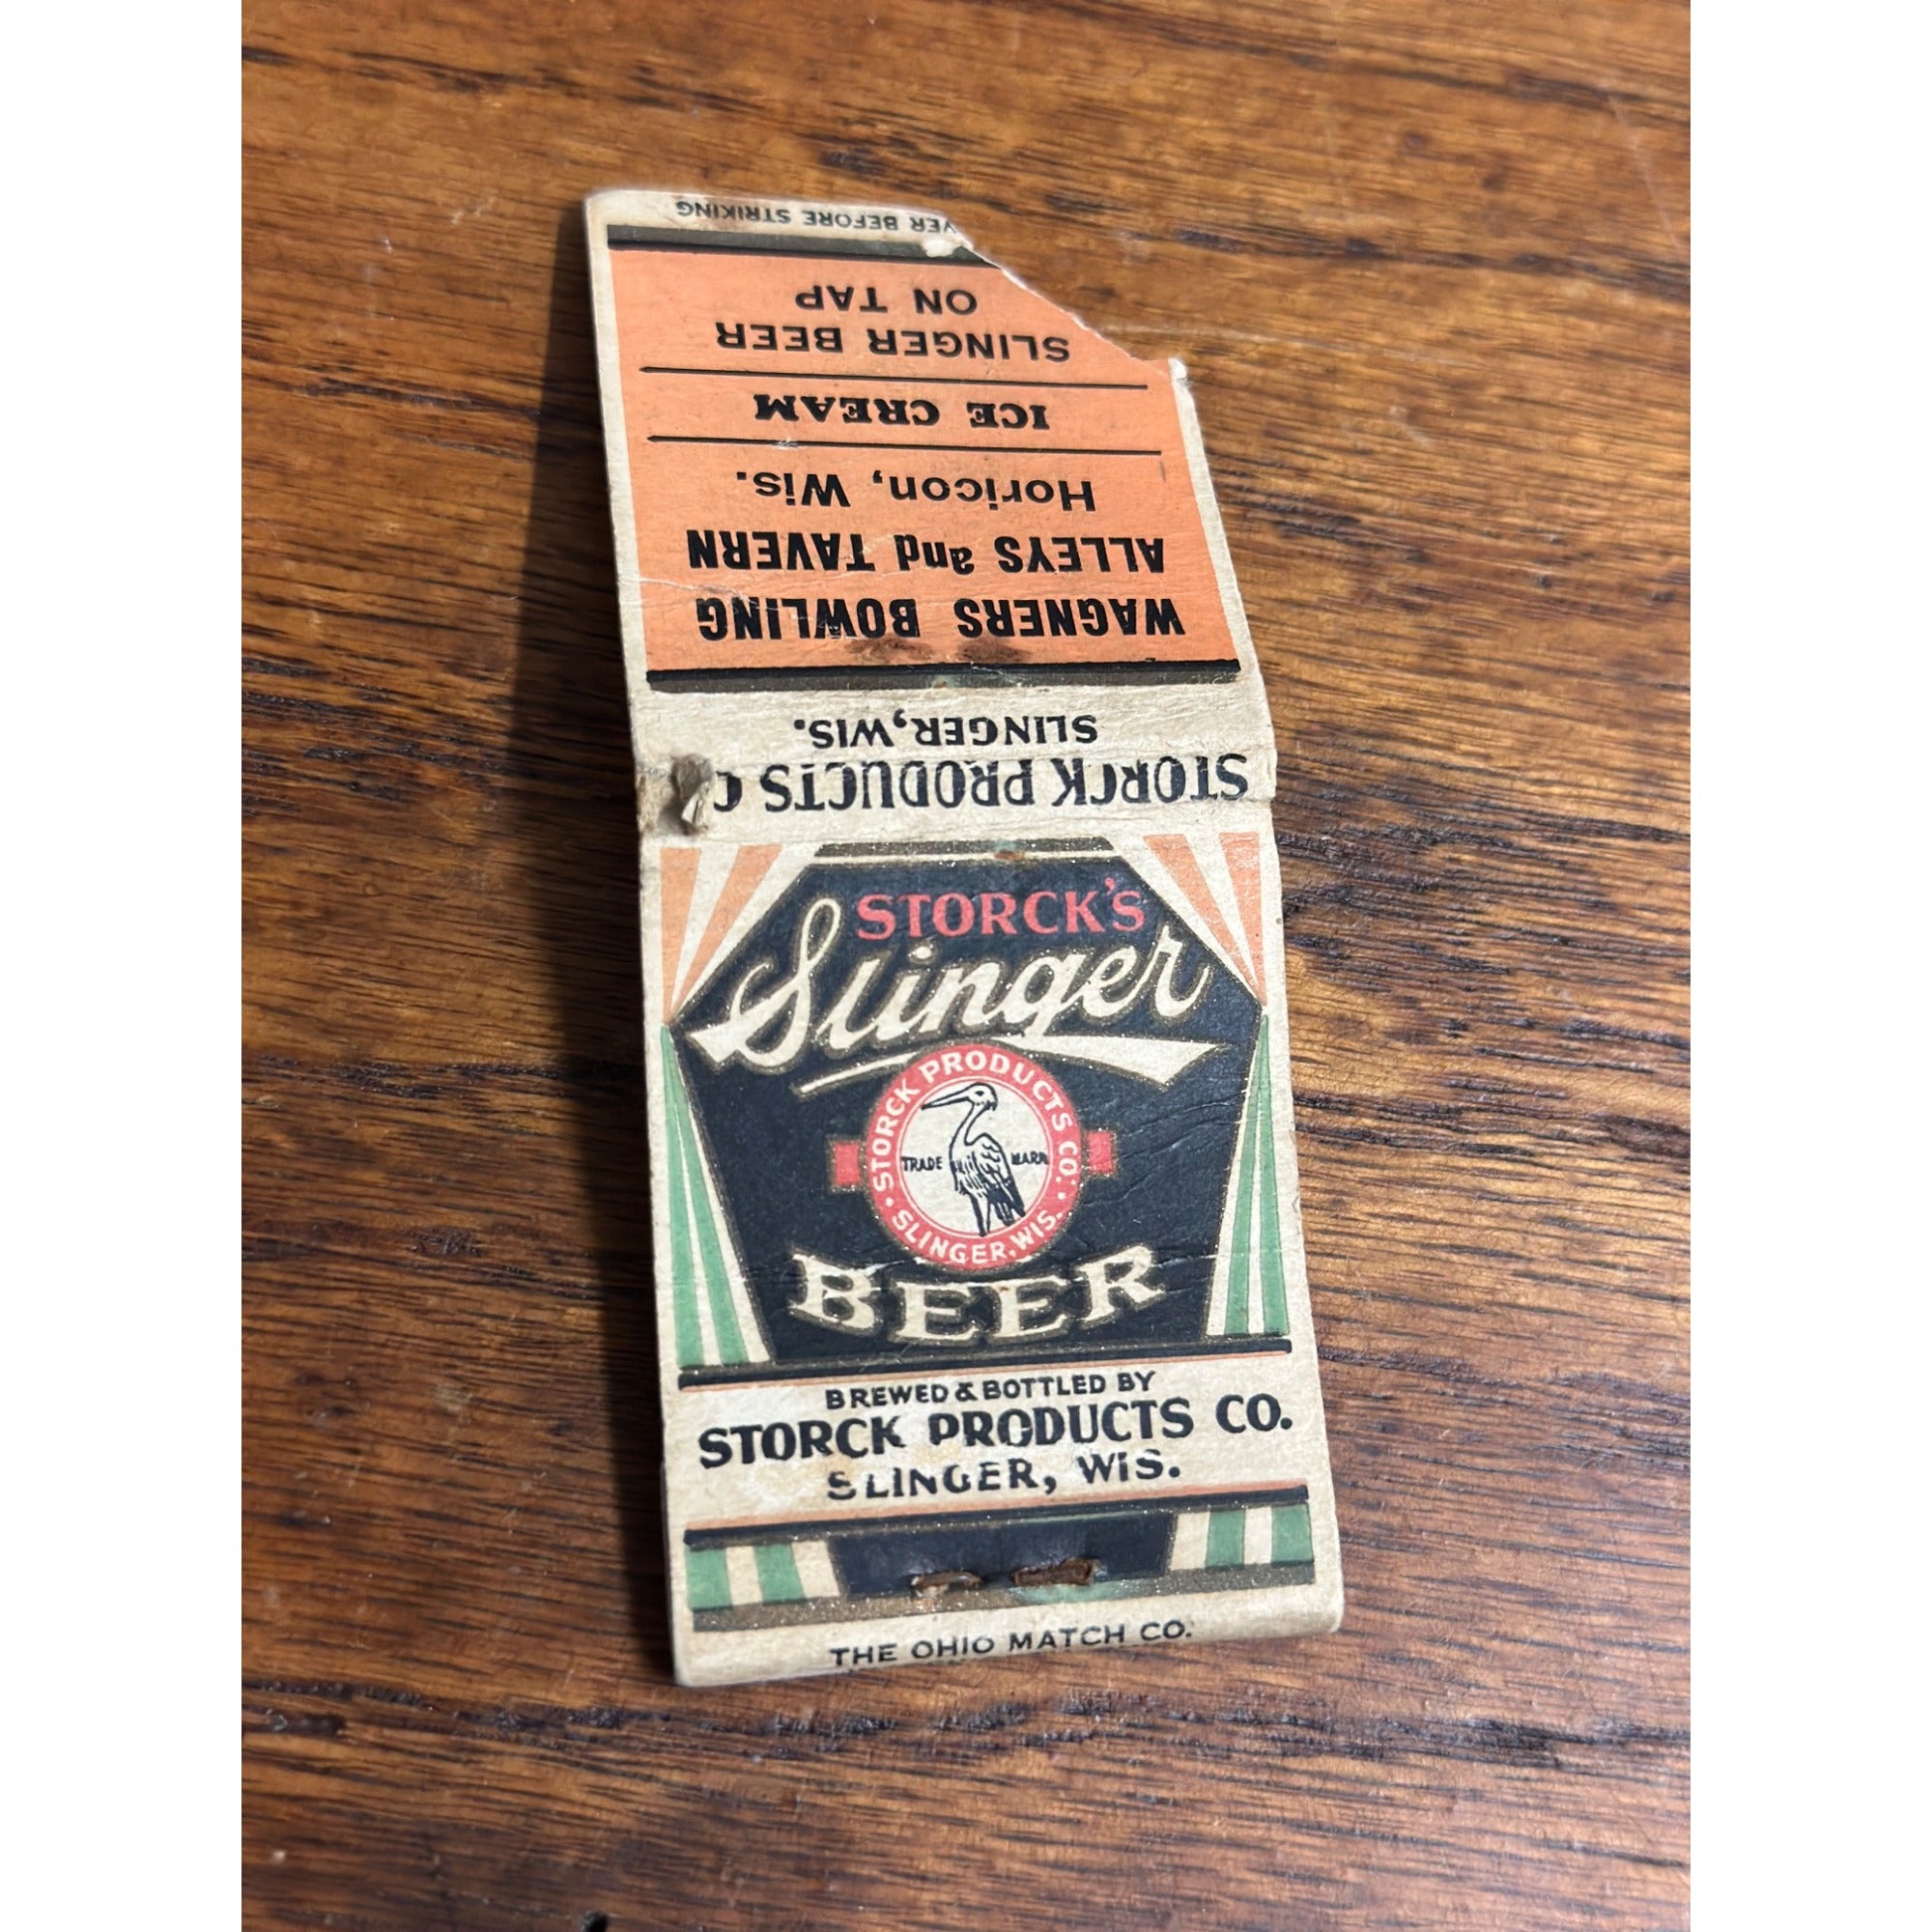 VER BEFORE STRIKING
WAGNERS BOWLING
ALLEYS and TAVERN
Horicon, Wis.
ICE CREAM
SLINGER BEER
ON TAP
STORCK PRODUCTS C
SLINGER, WIS.
STORCK'S
Slinger
STORCK PRODUCTS CO.
TRADE MARK
SLINGER, WIS.
BEER
BREWED & BOTTLED BY
STORCK PRODUCTS CO.
SLINGER, WIS.
THE OHIO MATCH CO.